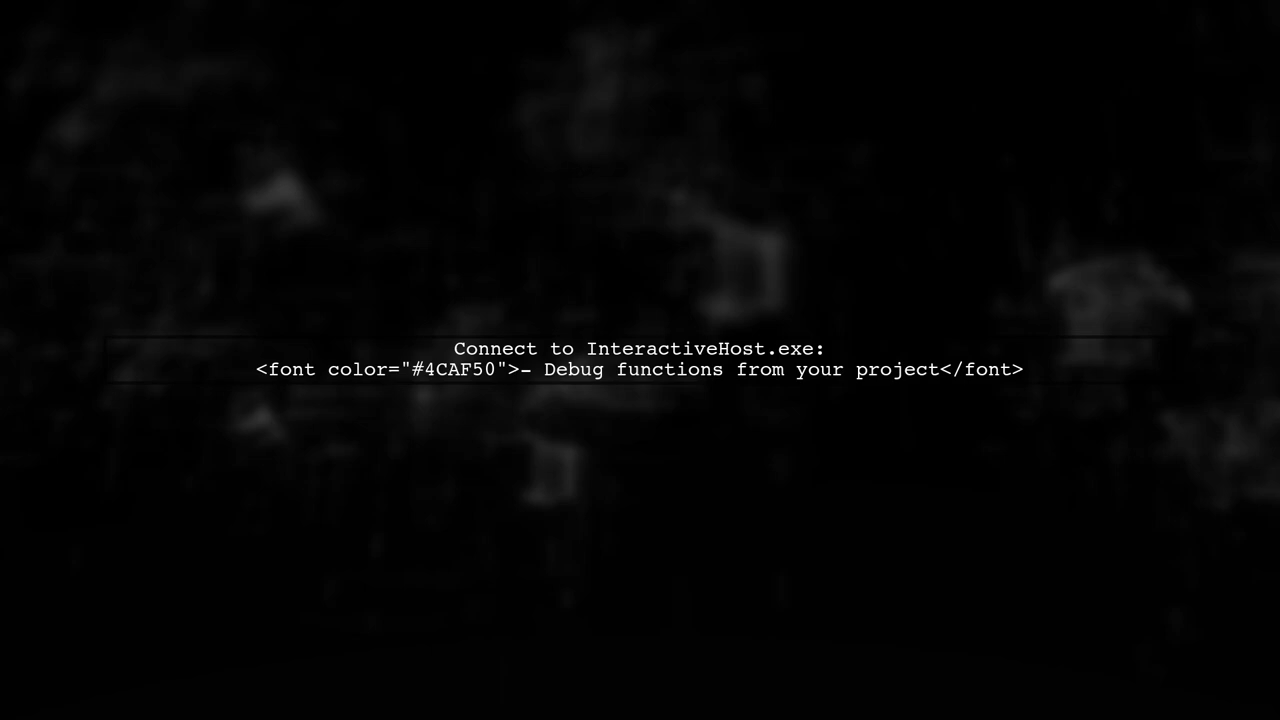 Connect to InteractiveHost.exe:
<font color="#4CAF50">– Debug functions from your project</font>